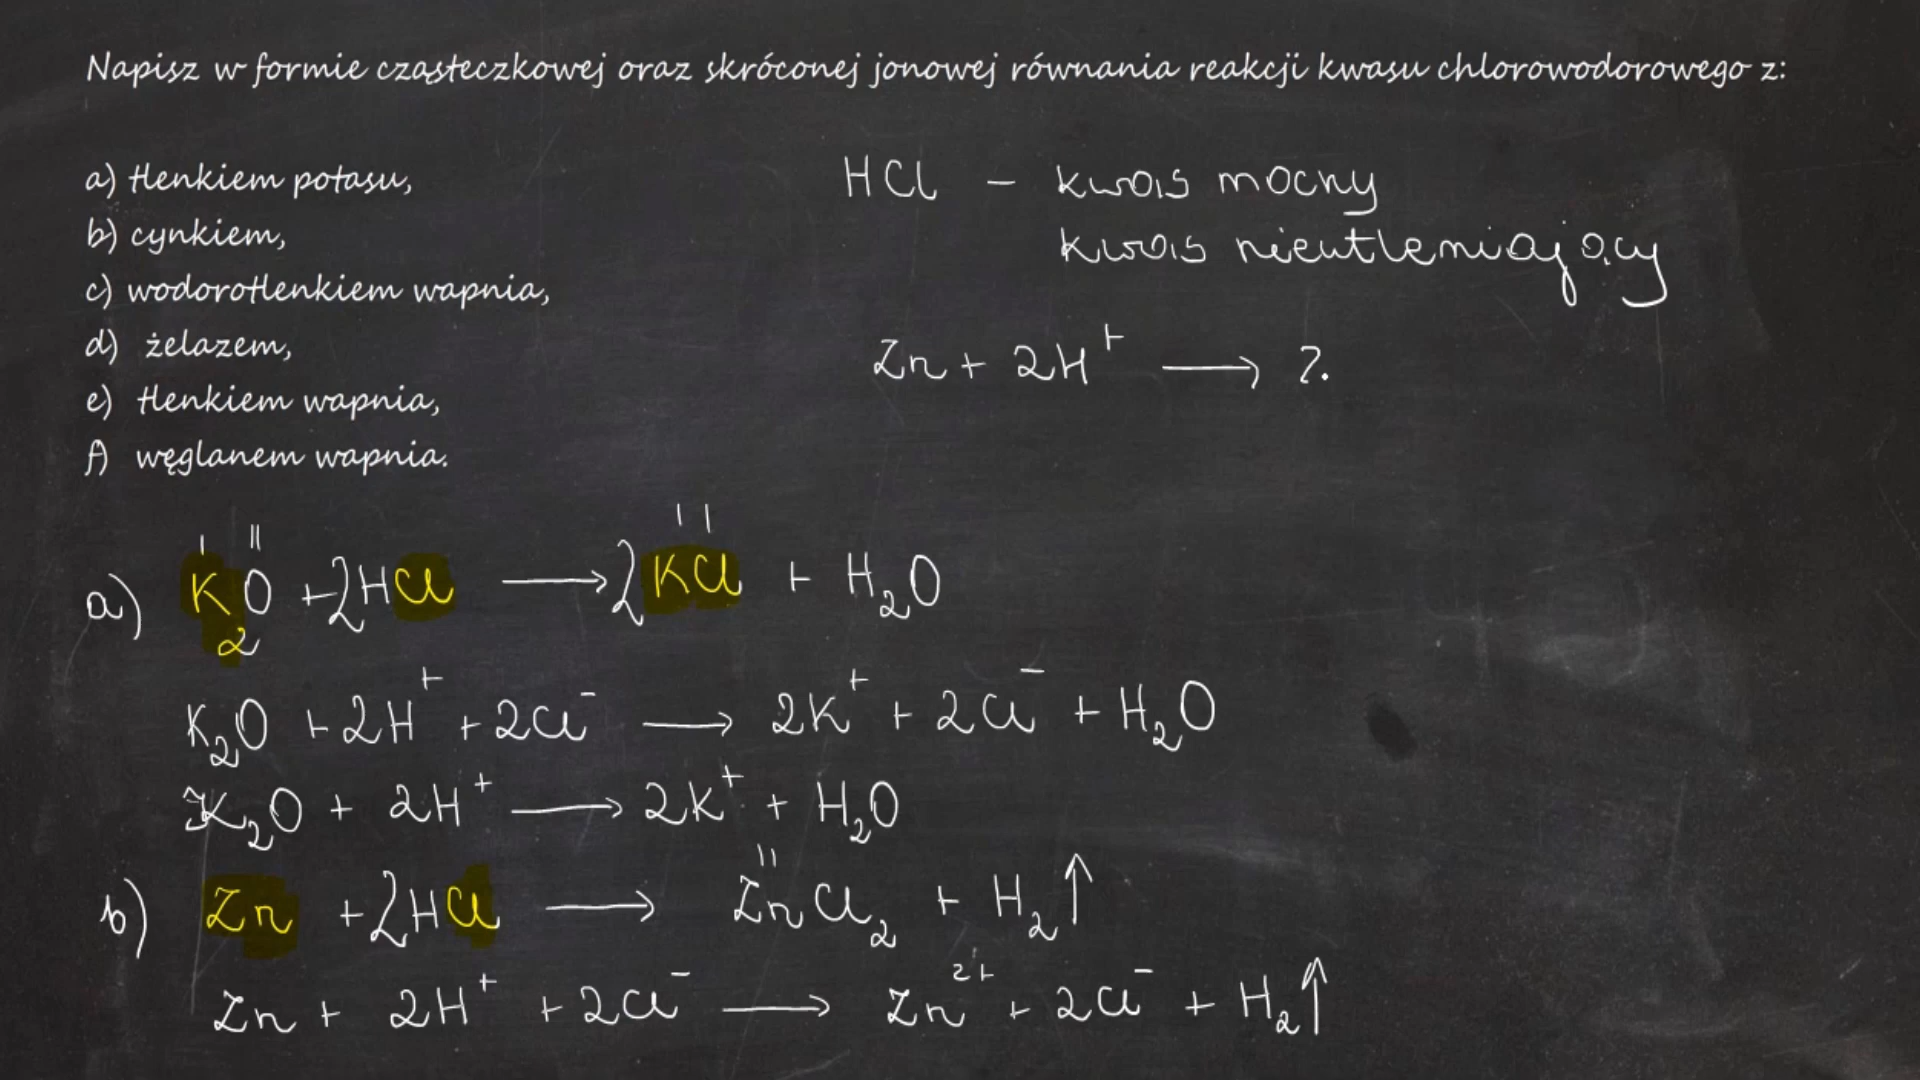 Napisz w formie cząsteczkowej oraz skróconej jonowej równania reakcji kwasu chlorowodorowego z:
a) tlenkiem potasu,
b) cynkiem,
c) wodorotlenkiem wapnia,
d) żelazem,
e) tlenkiem wapnia,
f) węglanem wapnia.
HCl - kwas mocny
kwas nieutleniający
Zn + 2H⁺ → ?
I II I I
a) K₂O + 2HCl → 2KCl + H₂O
K₂O + 2H⁺ + 2Cl⁻ → 2K⁺ + 2Cl⁻ + H₂O
K₂O + 2H⁺ → 2K⁺ + H₂O
II
b) Zn + 2HCl → ZnCl₂ + H₂↑
Zn + 2H⁺ + 2Cl⁻ → Zn²⁺ + 2Cl⁻ + H₂↑